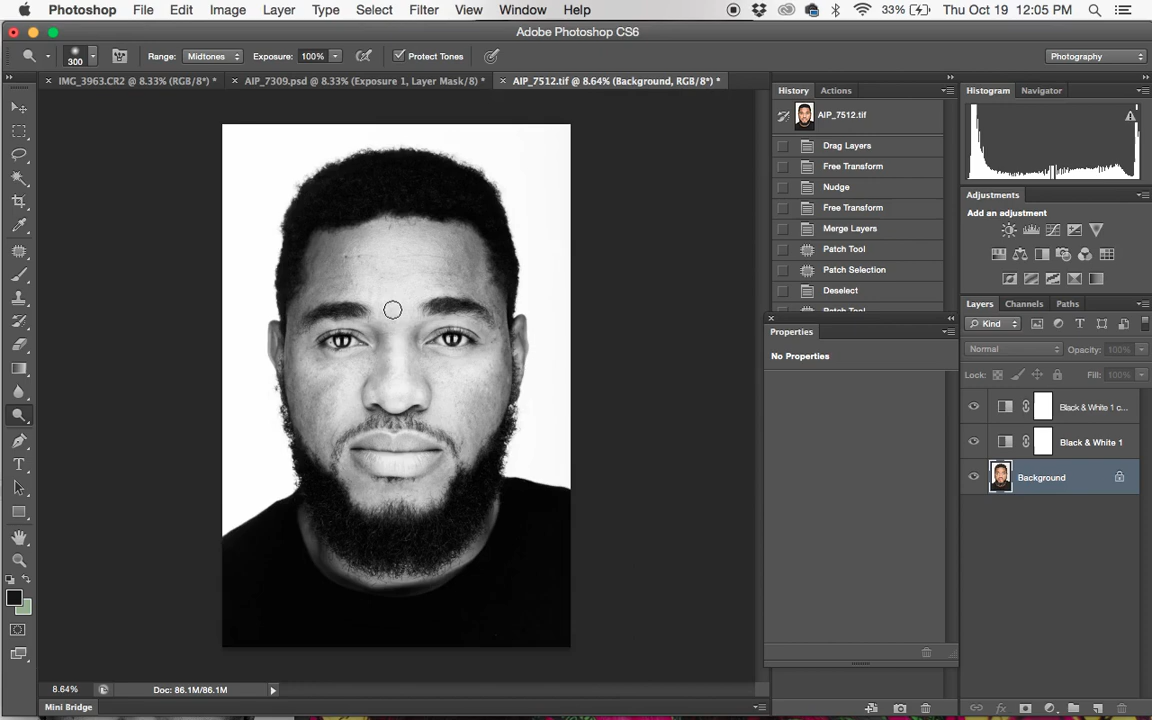 Photoshop File Edit Image Layer Type Select Filter View Window Help 33% Thu Oct 19 12:05 PM
Adobe Photoshop CS6
300 Range: Midtones Exposure: 100% Protect Tones Photography
IMG_3963.CR2 @ 8.33% (RGB/8*) * AIP_7309.psd @ 8.33% (Exposure 1, Layer Mask/8) * AIP_7512.tif @ 8.64% (Background, RGB/8*) *
History Actions
Histogram Navigator
AIP_7512.tif
Drag Layers
Free Transform
Nudge
Free Transform
Merge Layers
Patch Tool
Patch Selection
Deselect
Patch Tool
Adjustments
Add an adjustment
Properties
No Properties
Layers Channels Paths
Kind
Normal Opacity: 100%
Lock: Fill: 100%
Black & White 1 c...
Black & White 1
Background
8.64% Doc: 86.1M/86.1M
Mini Bridge